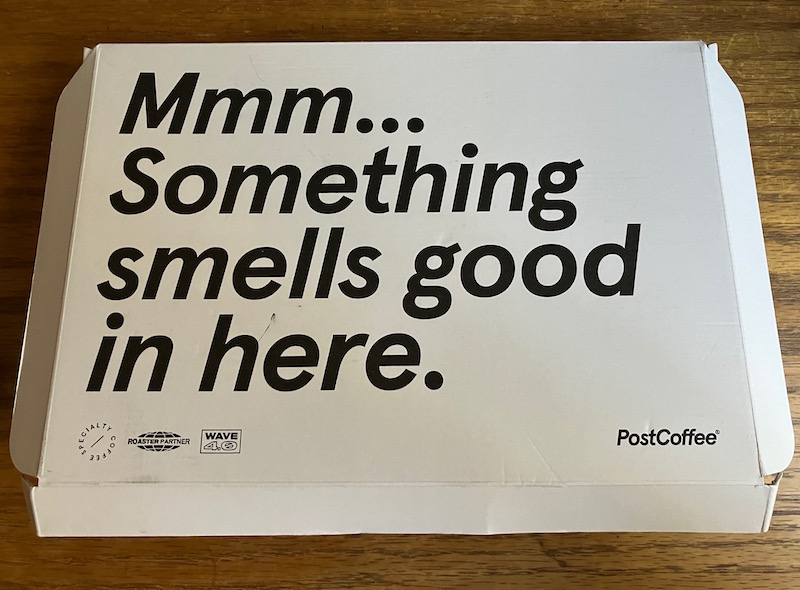 Mmm...
Something
smells good
in here.
SPECIALTY COFFEE
ROASTER PARTNER
WAVE
4.0
PostCoffee®